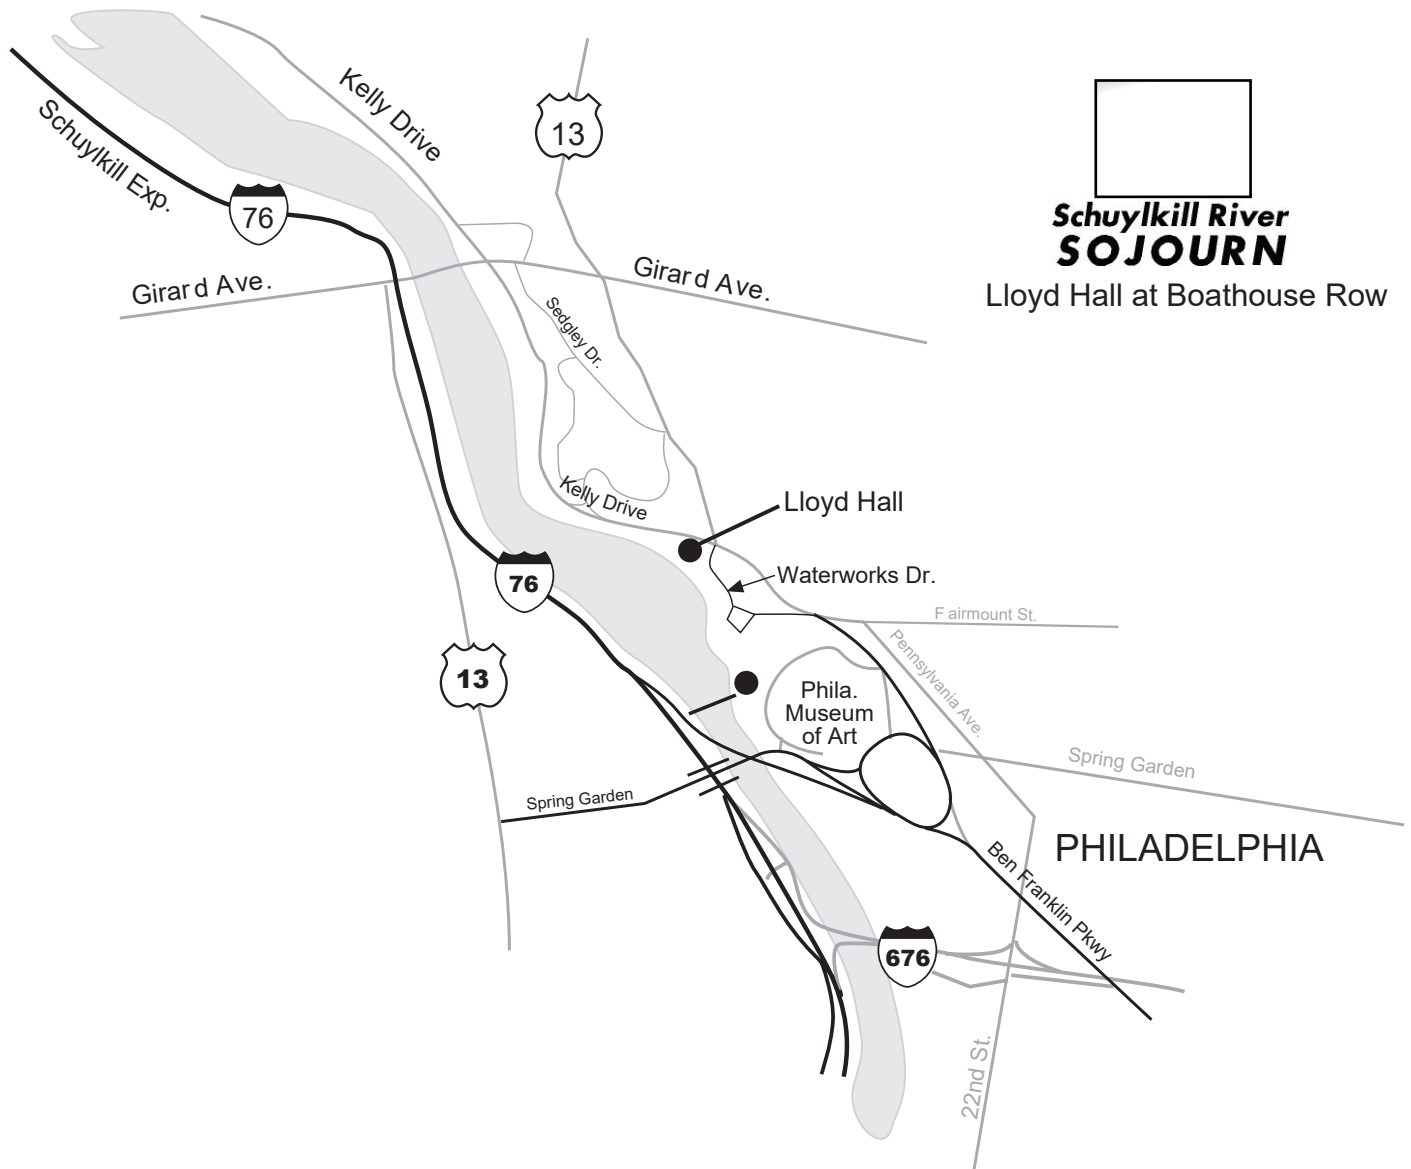 Kelly Drive
13
Schuylkill Exp.
76
Schuylkill River
SOJOURN
Lloyd Hall at Boathouse Row
Girard Ave.
Girard Ave.
Sedgley Dr.
Kelly Drive
Lloyd Hall
76
Waterworks Dr.
Fairmount St.
Pennsylvania Ave.
13
Phila.
Museum
of Art
Spring Garden
Spring Garden
PHILADELPHIA
Ben Franklin Pkwy
676
22nd St.